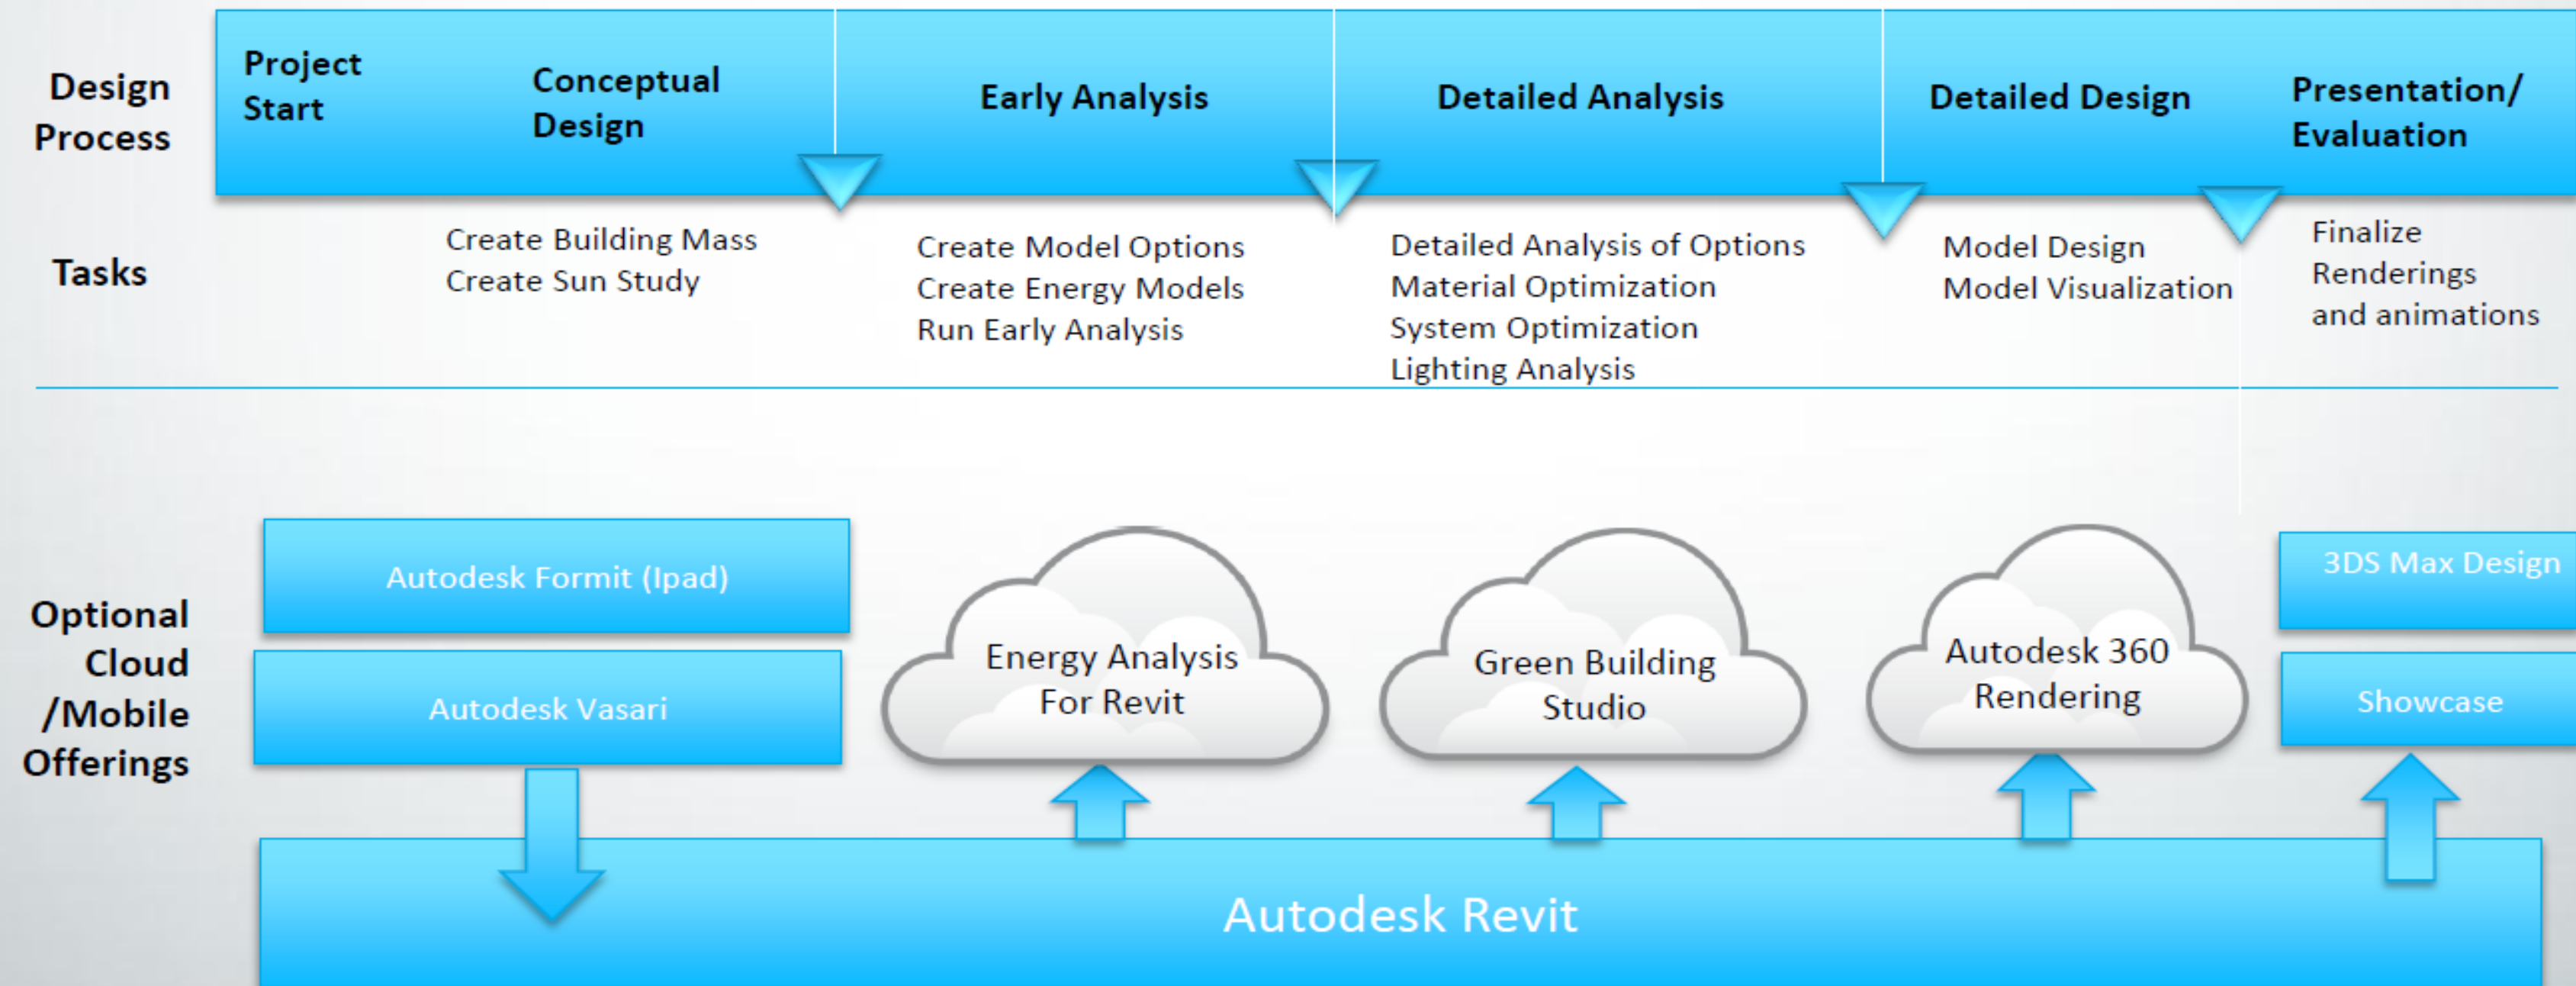 Design
Process
Project
Start
Conceptual
Design
Early Analysis
Detailed Analysis
Detailed Design
Presentation/
Evaluation
Tasks
Create Building Mass
Create Sun Study
Create Model Options
Create Energy Models
Run Early Analysis
Detailed Analysis of Options
Material Optimization
System Optimization
Lighting Analysis
Model Design
Model Visualization
Finalize
Renderings
and animations
Optional
Cloud
/Mobile
Offerings
Autodesk Formit (Ipad)
Autodesk Vasari
Energy Analysis
For Revit
Green Building
Studio
Autodesk 360
Rendering
3DS Max Design
Showcase
Autodesk Revit